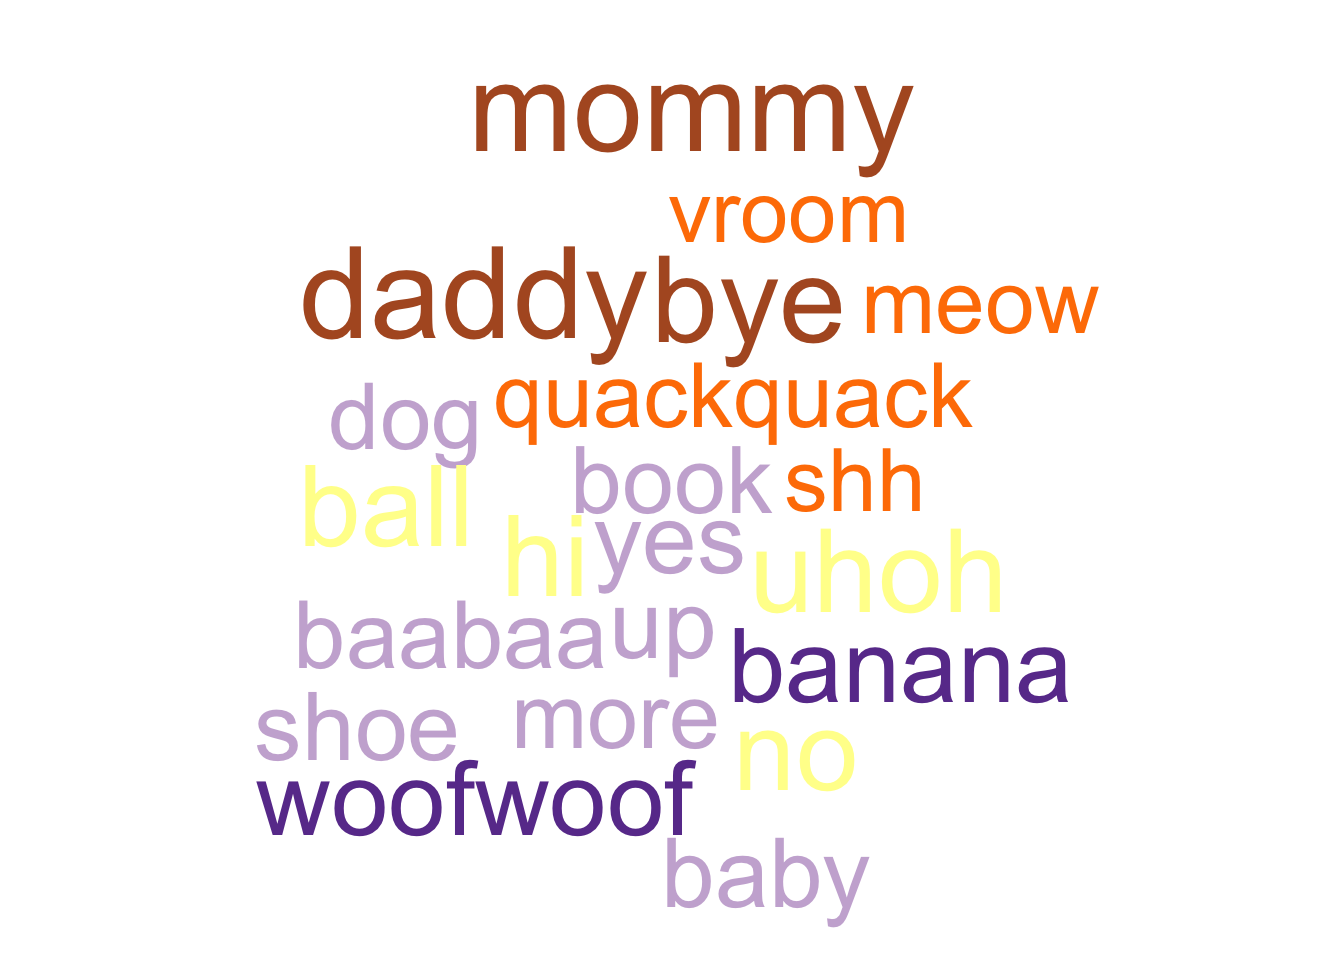 mommy
vroom
daddy bye meow
dog quackquack
book shh
ball hi yes uhoh
baabaa up banana
shoe more no
woofwoof
baby